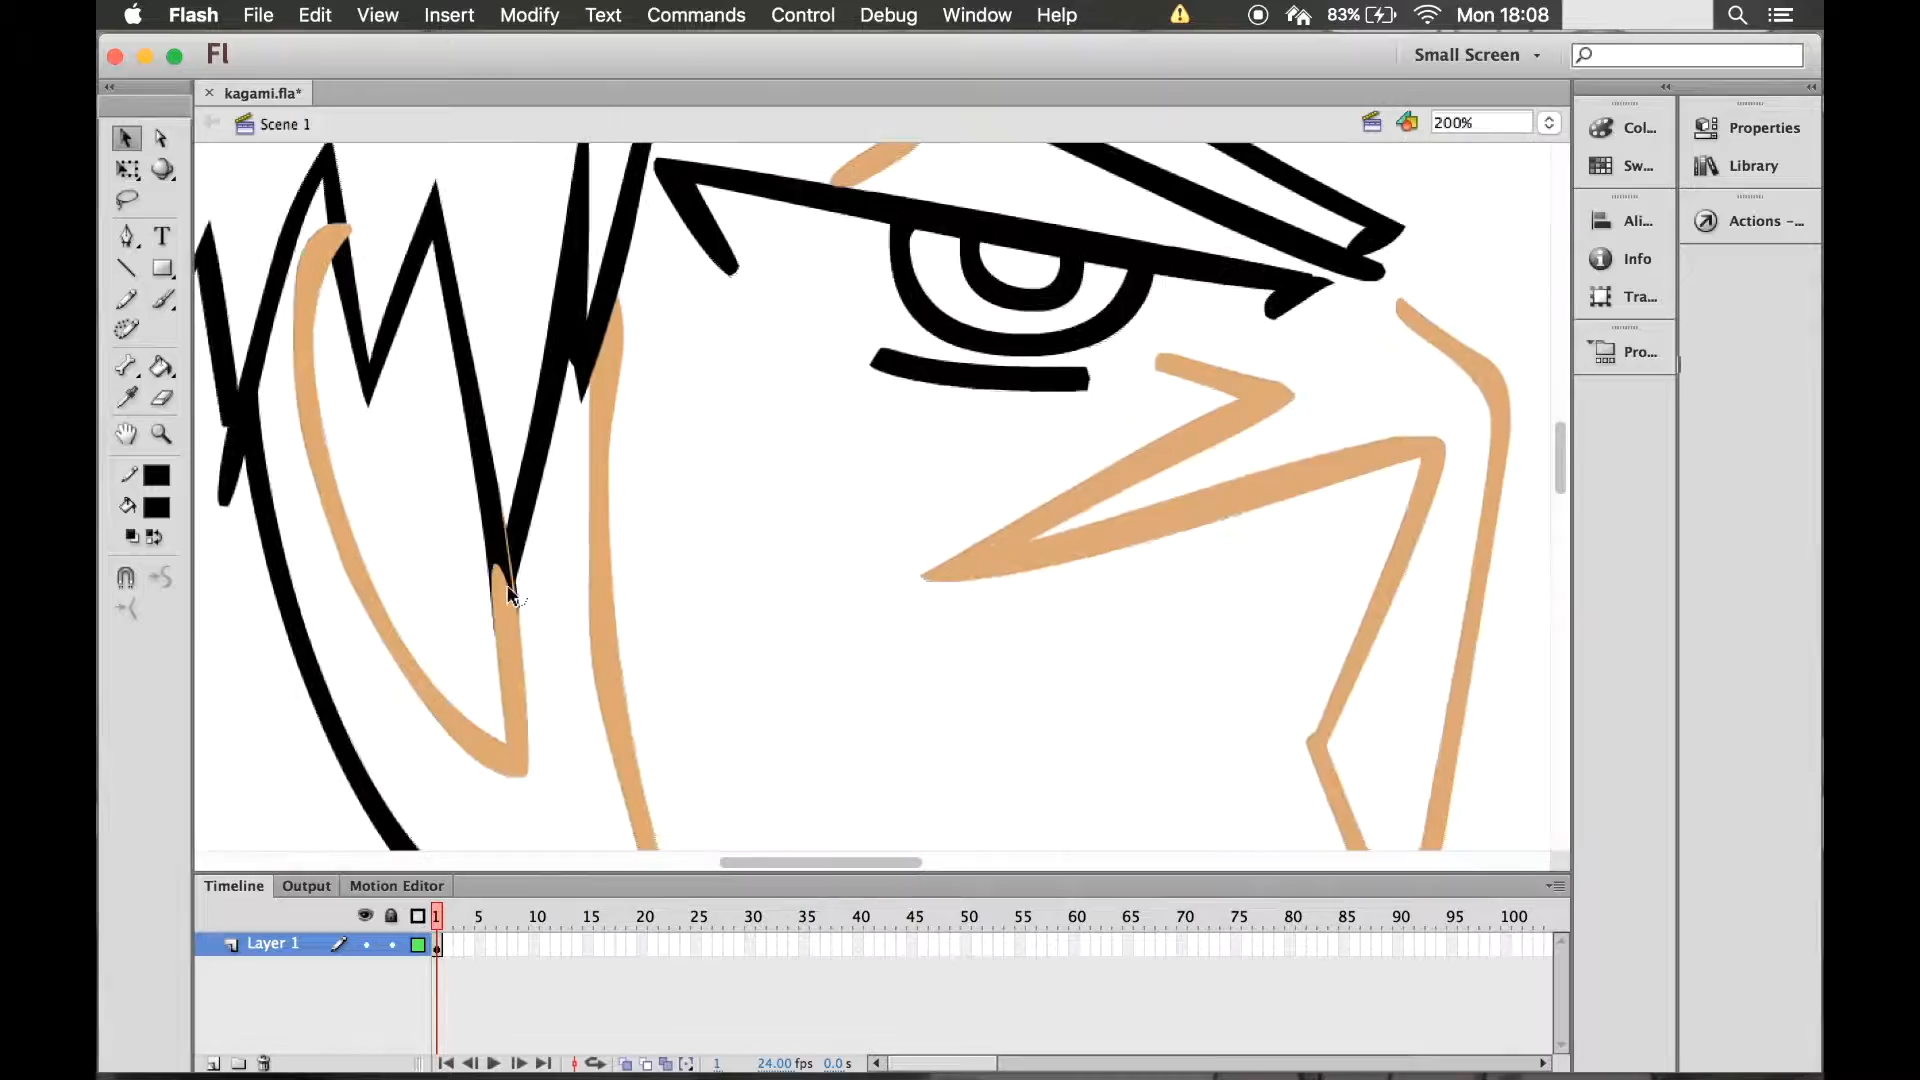 Flash File Edit View Insert Modify Text Commands Control Debug Window Help 83% Mon 18:08
Fl Small Screen
× kagami.fla*
Scene 1 200%
Col... Properties
Sw... Library
Ali... Actions -...
Info
Tra...
Pro...
T
Timeline Output Motion Editor
1 5 10 15 20 25 30 35 40 45 50 55 60 65 70 75 80 85 90 95 100
Layer 1
1 24.00 fps 0.0 s